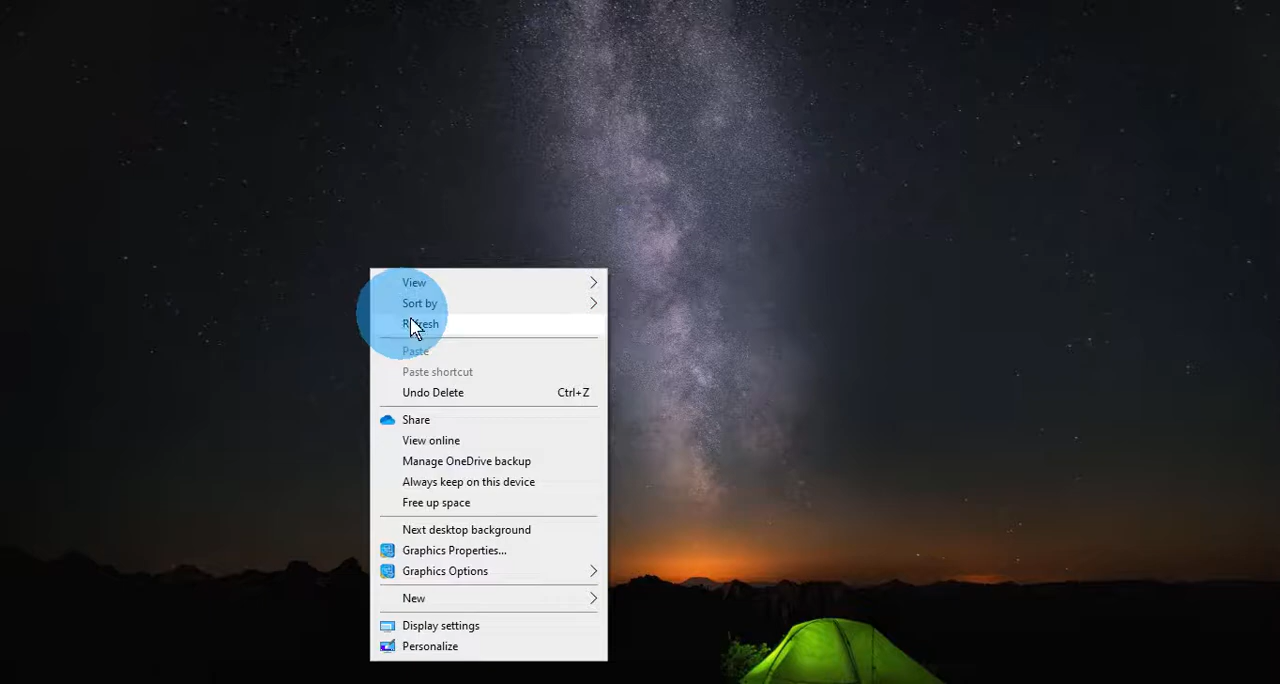 View
Sort by
Refresh
Paste
Paste shortcut
Undo Delete Ctrl+Z
Share
View online
Manage OneDrive backup
Always keep on this device
Free up space
Next desktop background
Graphics Properties...
Graphics Options
New
Display settings
Personalize